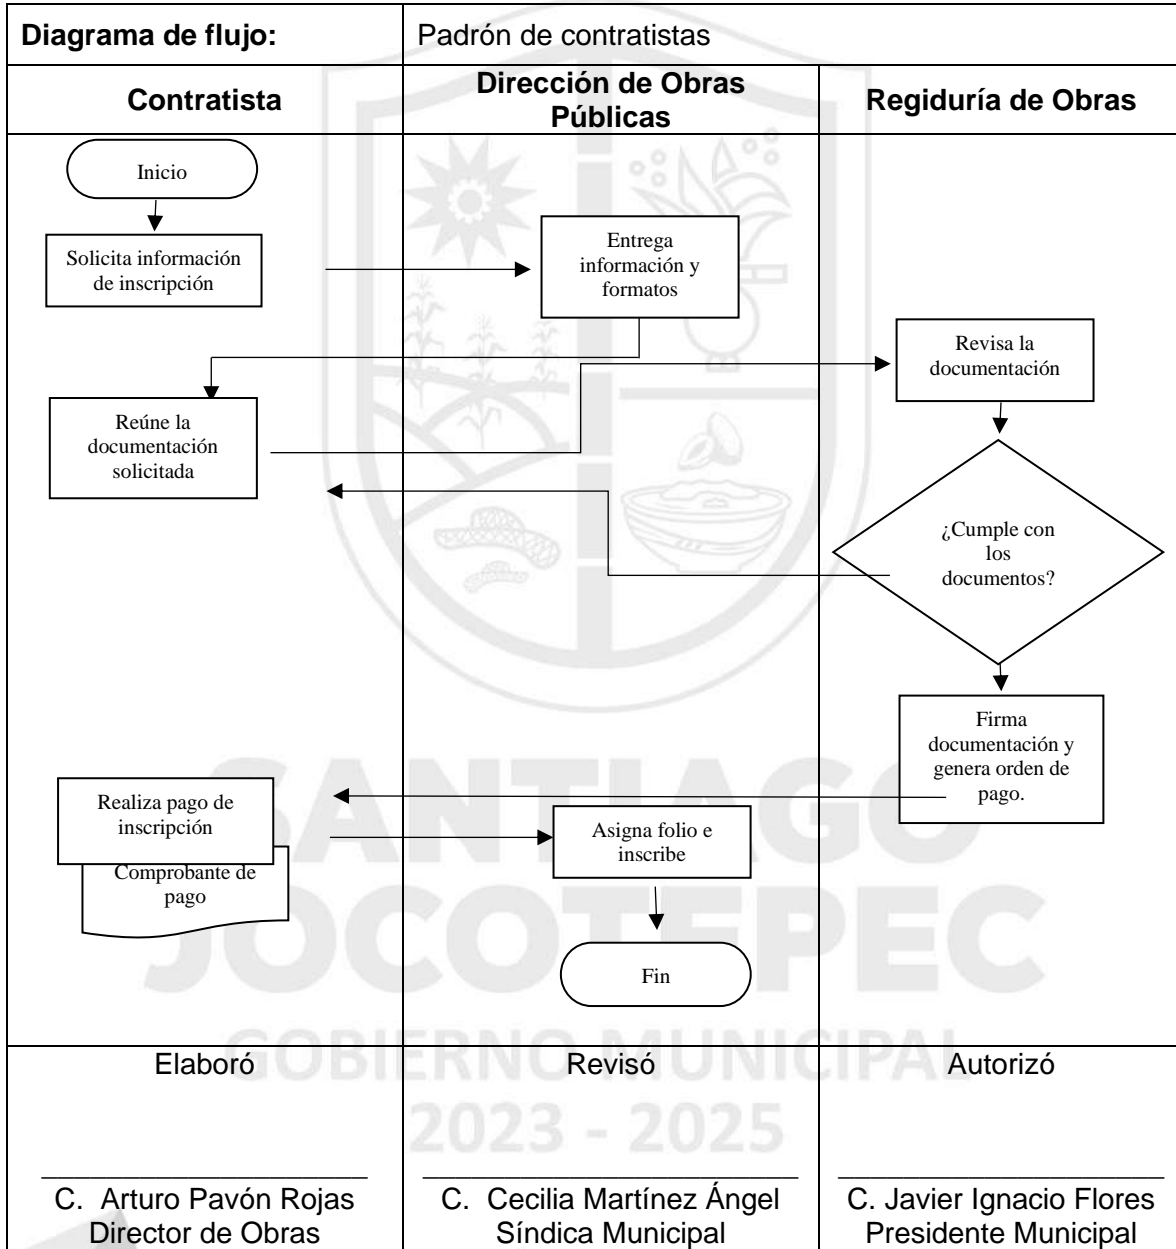 Diagrama de flujo:
Padrón de contratistas
Contratista
Dirección de Obras
Públicas
Regiduría de Obras
Inicio
Solicita información
de inscripción
Entrega
información y
formatos
Revisa la
documentación
Reúne la
documentación
solicitada
¿Cumple con
los
documentos?
Firma
documentación y
genera orden de
pago.
Realiza pago de
inscripción
Comprobante de
pago
Asigna folio e
inscribe
Fin
SANTIAGO
JOCOTEPEC
GOBIERNO MUNICIPAL
2023 - 2025
Elaboró
Revisó
Autorizó
C. Arturo Pavón Rojas
Director de Obras
C. Cecilia Martínez Ángel
Síndica Municipal
C. Javier Ignacio Flores
Presidente Municipal